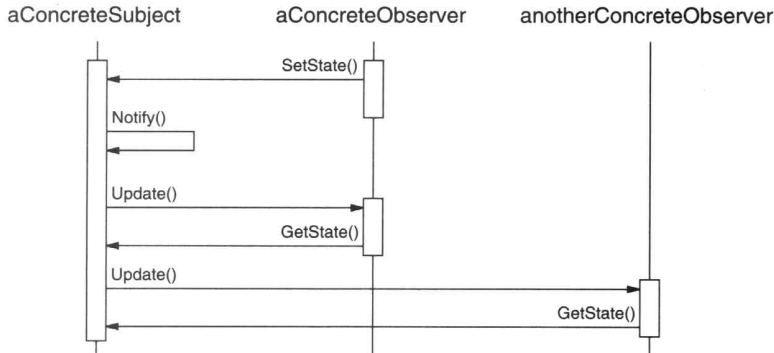 aConcreteSubject aConcreteObserver anotherConcreteObserver
SetState()
Notify()
Update()
GetState()
Update()
GetState()